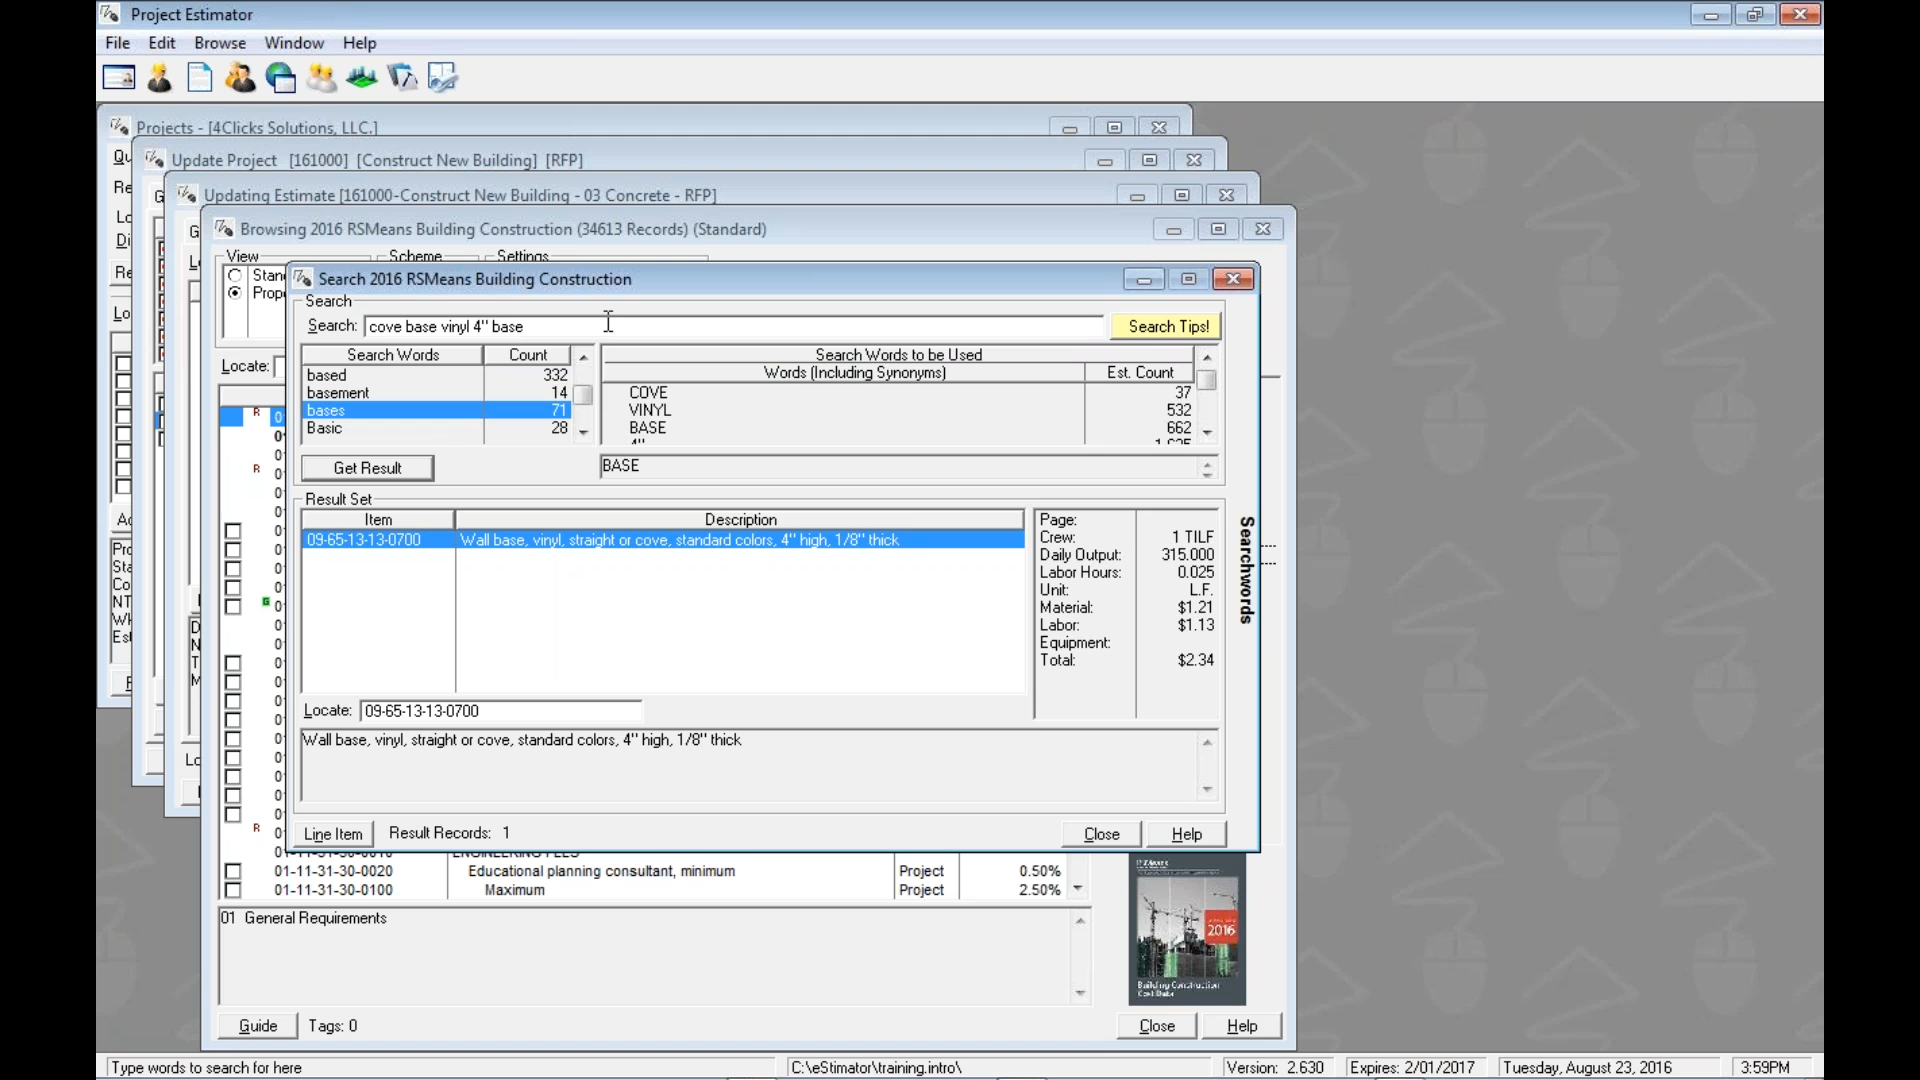 Project Estimator
File Edit Browse Window Help
Projects - [4Clicks Solutions, LLC.]
Update Project [161000] [Construct New Building] [RFP]
Updating Estimate [161000-Construct New Building - 03 Concrete - RFP]
Browsing 2016 RSMeans Building Construction (34613 Records) (Standard)
View Scheme Settings
Search 2016 RSMeans Building Construction
Search
Search: cove base vinyl 4" base Search Tips!
Search Words Count
based 332
basement 14
bases 71
Basic 28
Search Words to be Used
Words (Including Synonyms) Est. Count
COVE 37
VINYL 532
BASE 662
Locate:
Get Result
BASE
Result Set
Item Description
09-65-13-13-0700 Wall base, vinyl, straight or cove, standard colors, 4" high, 1/8" thick
Page:
Crew: 1 TILF
Daily Output: 315.000
Labor Hours: 0.025
Unit: L.F.
Material: $1.21
Labor: $1.13
Equipment:
Total: $2.34
Searchwords
Locate: 09-65-13-13-0700
Wall base, vinyl, straight or cove, standard colors, 4" high, 1/8" thick
Line Item Result Records: 1 Close Help
01-11-31-30-0020 Educational planning consultant, minimum Project 0.50%
01-11-31-30-0100 Maximum Project 2.50%
01 General Requirements
2016
Building Construction
Cost Data
Guide Tags: 0 Close Help
Type words to search for here C:\eStimator\training.intro\ Version: 2.630 Expires: 2/01/2017 Tuesday, August 23, 2016 3:59PM